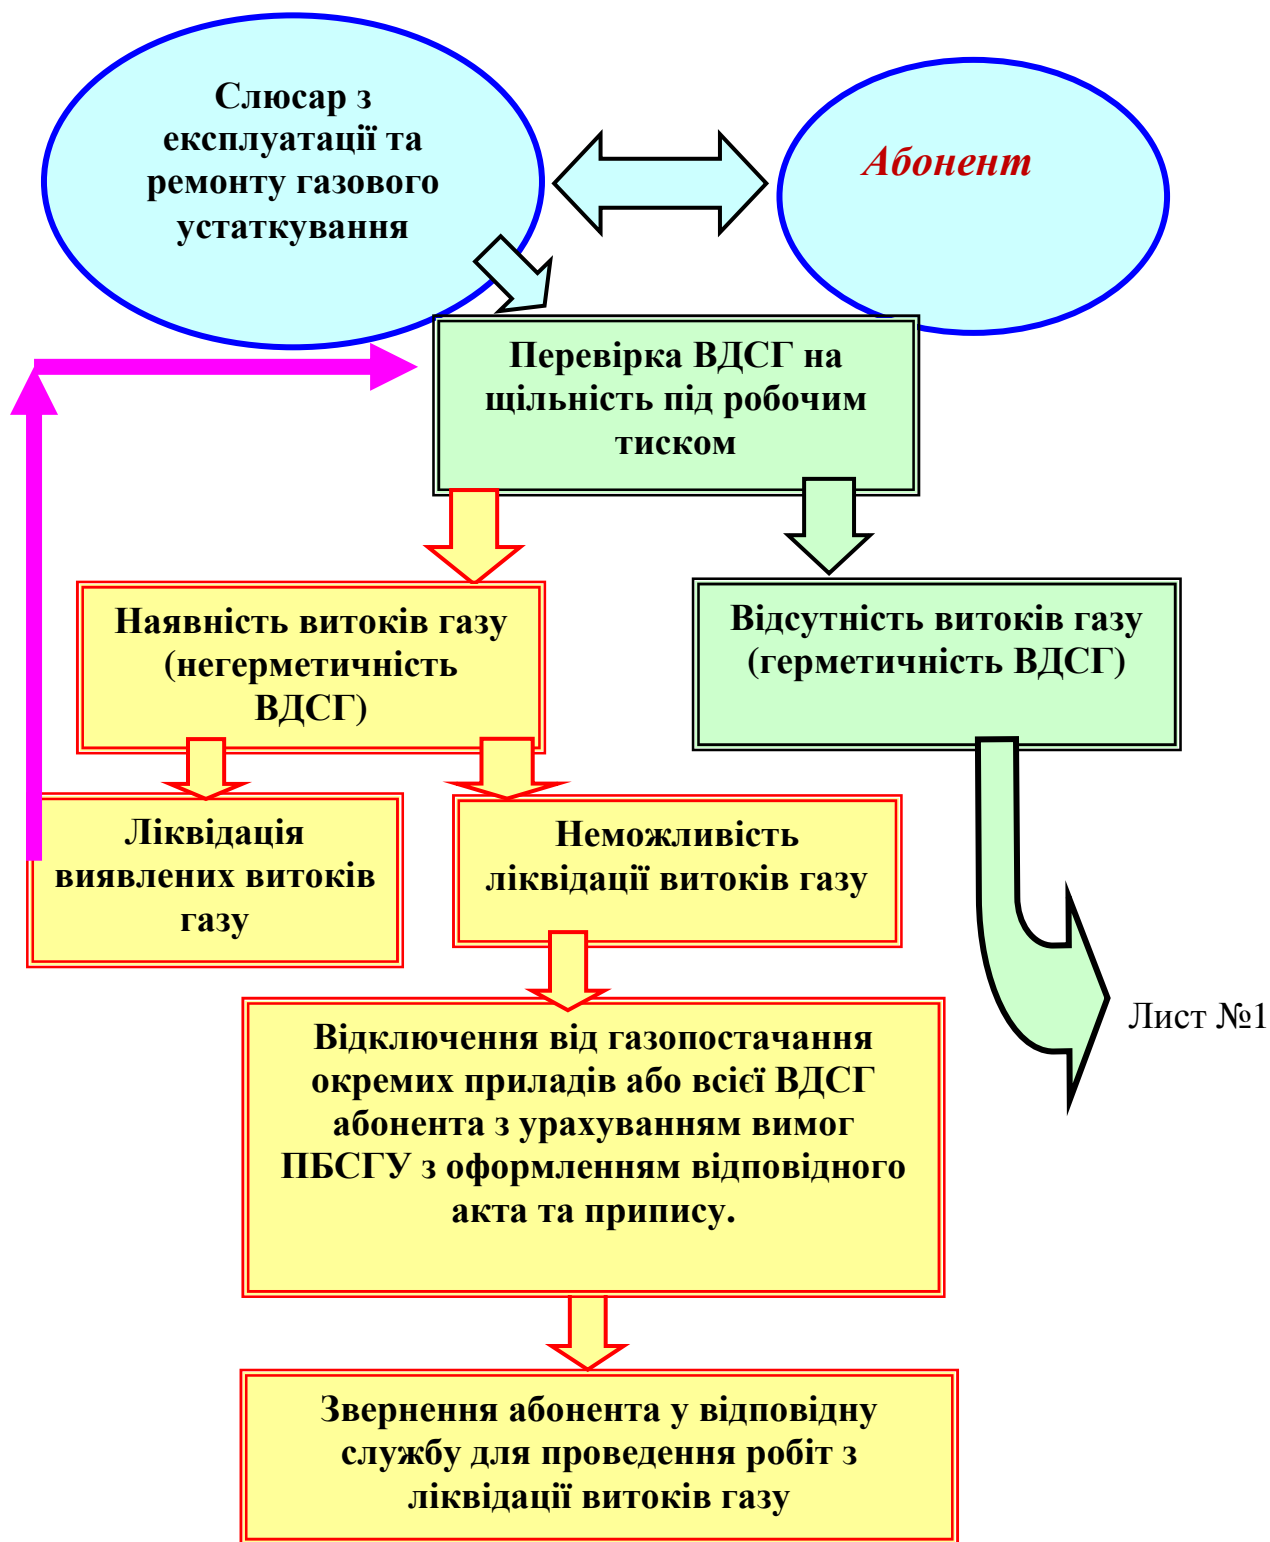 Слюсар з
експлуатації та
ремонту газового
устаткування
Абонент
Перевірка ВДСГ на
щільність під робочим
тиском
Наявність витоків газу
(негерметичність
ВДСГ)
Відсутність витоків газу
(герметичність ВДСГ)
Ліквідація
виявлених витоків
газу
Неможливість
ліквідації витоків газу
Лист №1
Відключення від газопостачання
окремих приладів або всієї ВДСГ
абонента з урахуванням вимог
ПБСГУ з оформленням відповідного
акта та припису.
Звернення абонента у відповідну
службу для проведення робіт з
ліквідації витоків газу